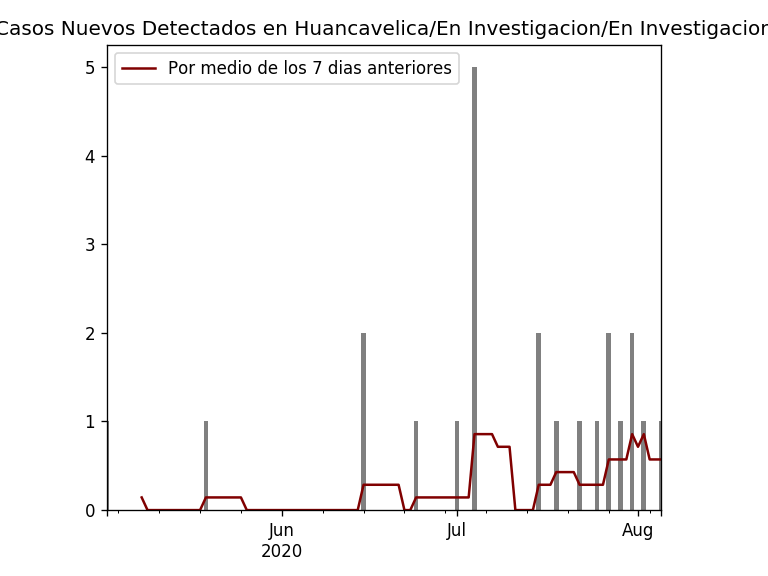 Casos Nuevos Detectados en Huancavelica/En Investigacion/En Investigacion
Por medio de los 7 dias anteriores
5
4
3
2
1
0
Jun
2020
Jul
Aug